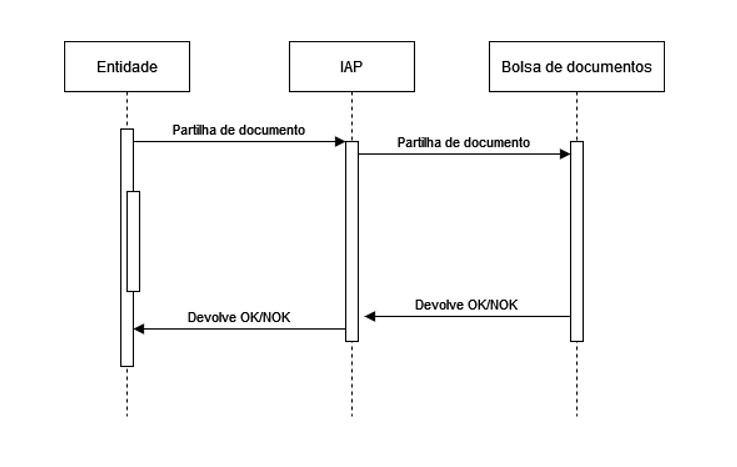 Entidade
IAP
Bolsa de documentos
Partilha de documento
Partilha de documento
Devolve OK/NOK
Devolve OK/NOK